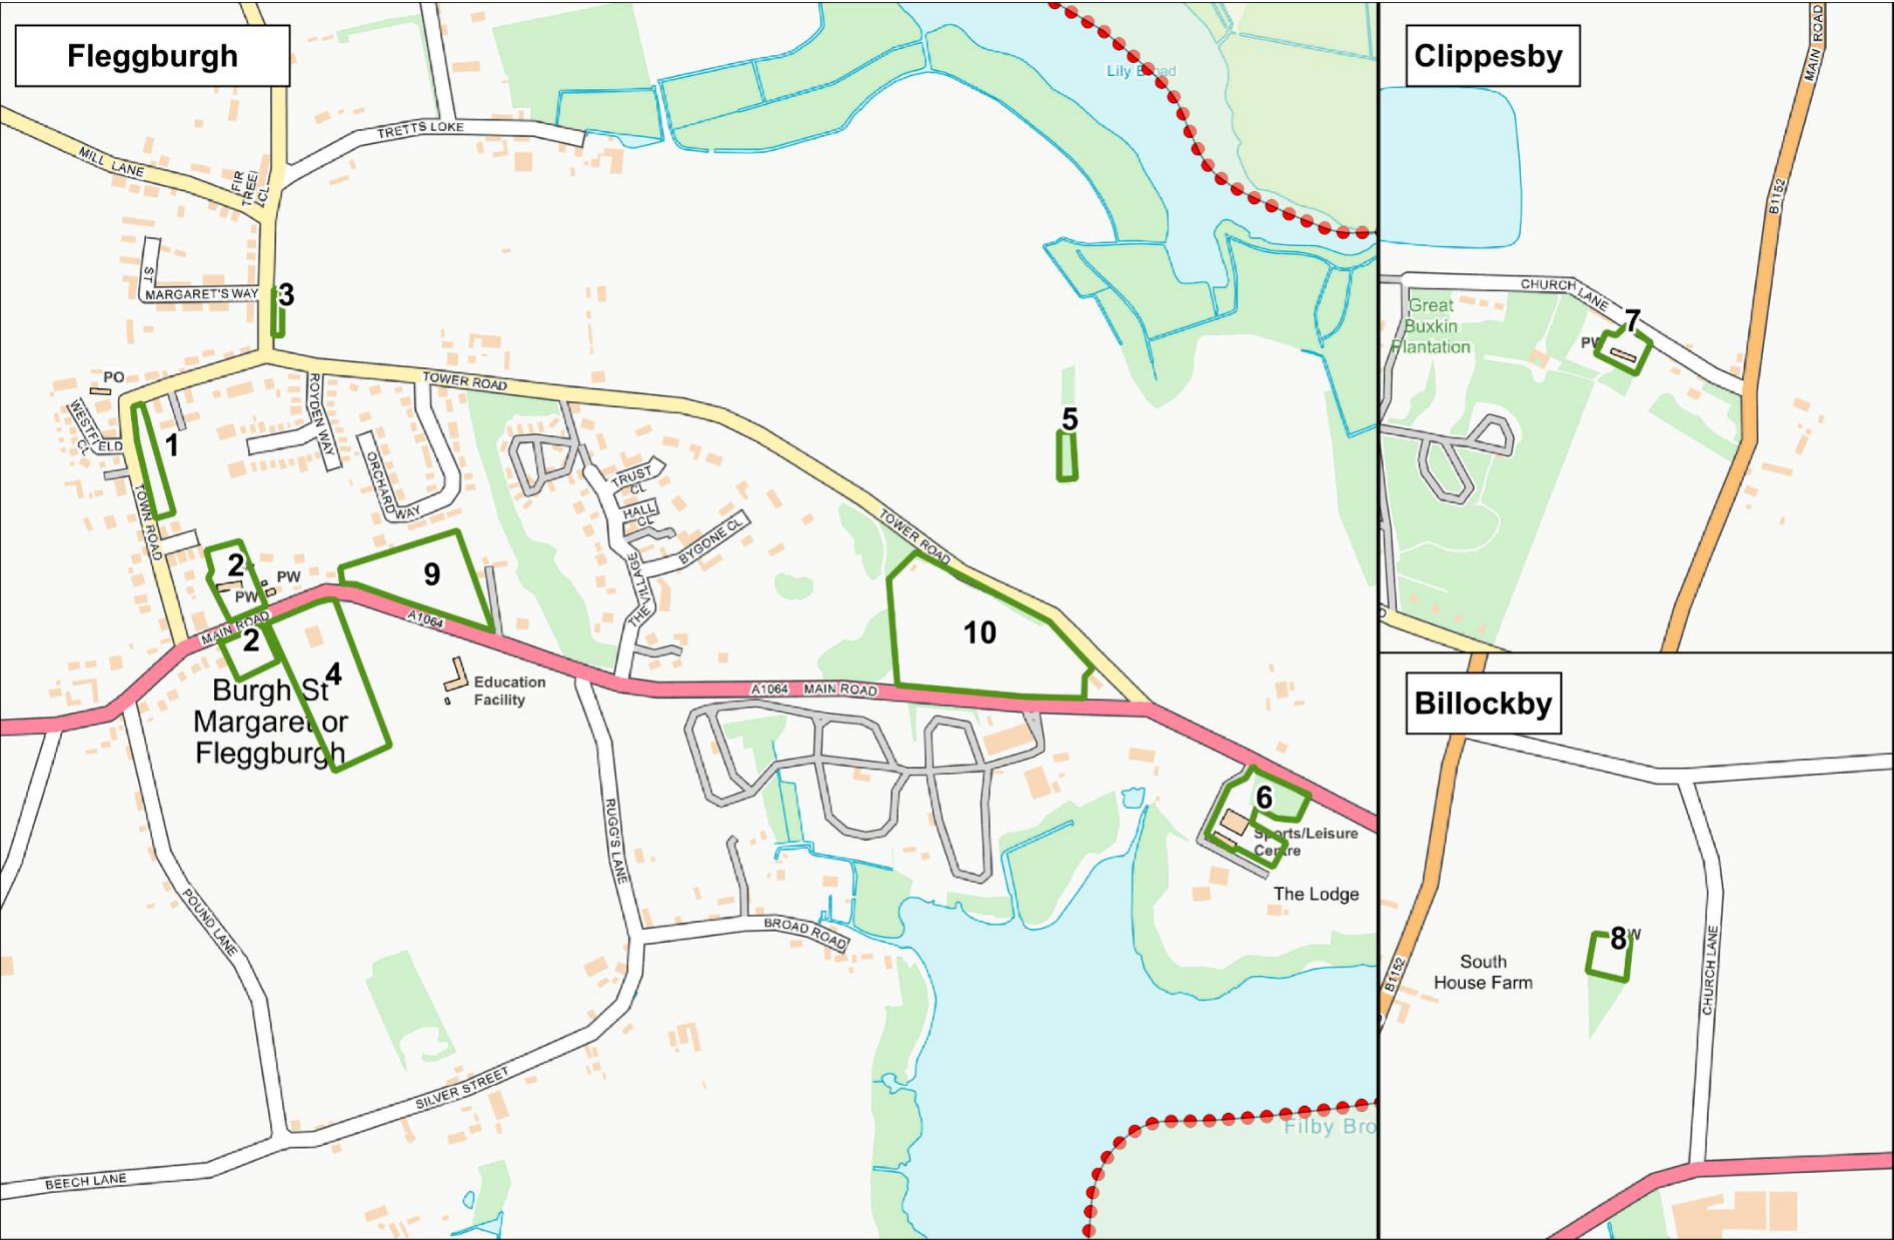 Fleggburgh
Lily Broad
TRETTS LOKE
MILL LANE
FIR
TREE
CL
ST
MARGARET'S WAY
3
PO
TOWER ROAD
WESTFIELD
CL
1
ROYDEN WAY
ORCHARD
WAY
5
TOWN ROAD
TRUST
CL
HALL
CL
BYGONE CL
TOWER ROAD
2
PW
PW
9
THE VILLAGE
MAIN ROAD
A1064
2
10
4
Education
Facility
Burgh St
Margaret or
Fleggburgh
A1064 MAIN ROAD
6
Sports/Leisure
Centre
The Lodge
RUGG'S LANE
POUND LANE
BROAD ROAD
SILVER STREET
BEECH LANE
Filby Bro
Clippesby
MAIN ROAD
B1152
CHURCH LANE
Great
Buxkin
Plantation
7
PW
Billockby
8
W
South
House Farm
B1152
CHURCH LANE